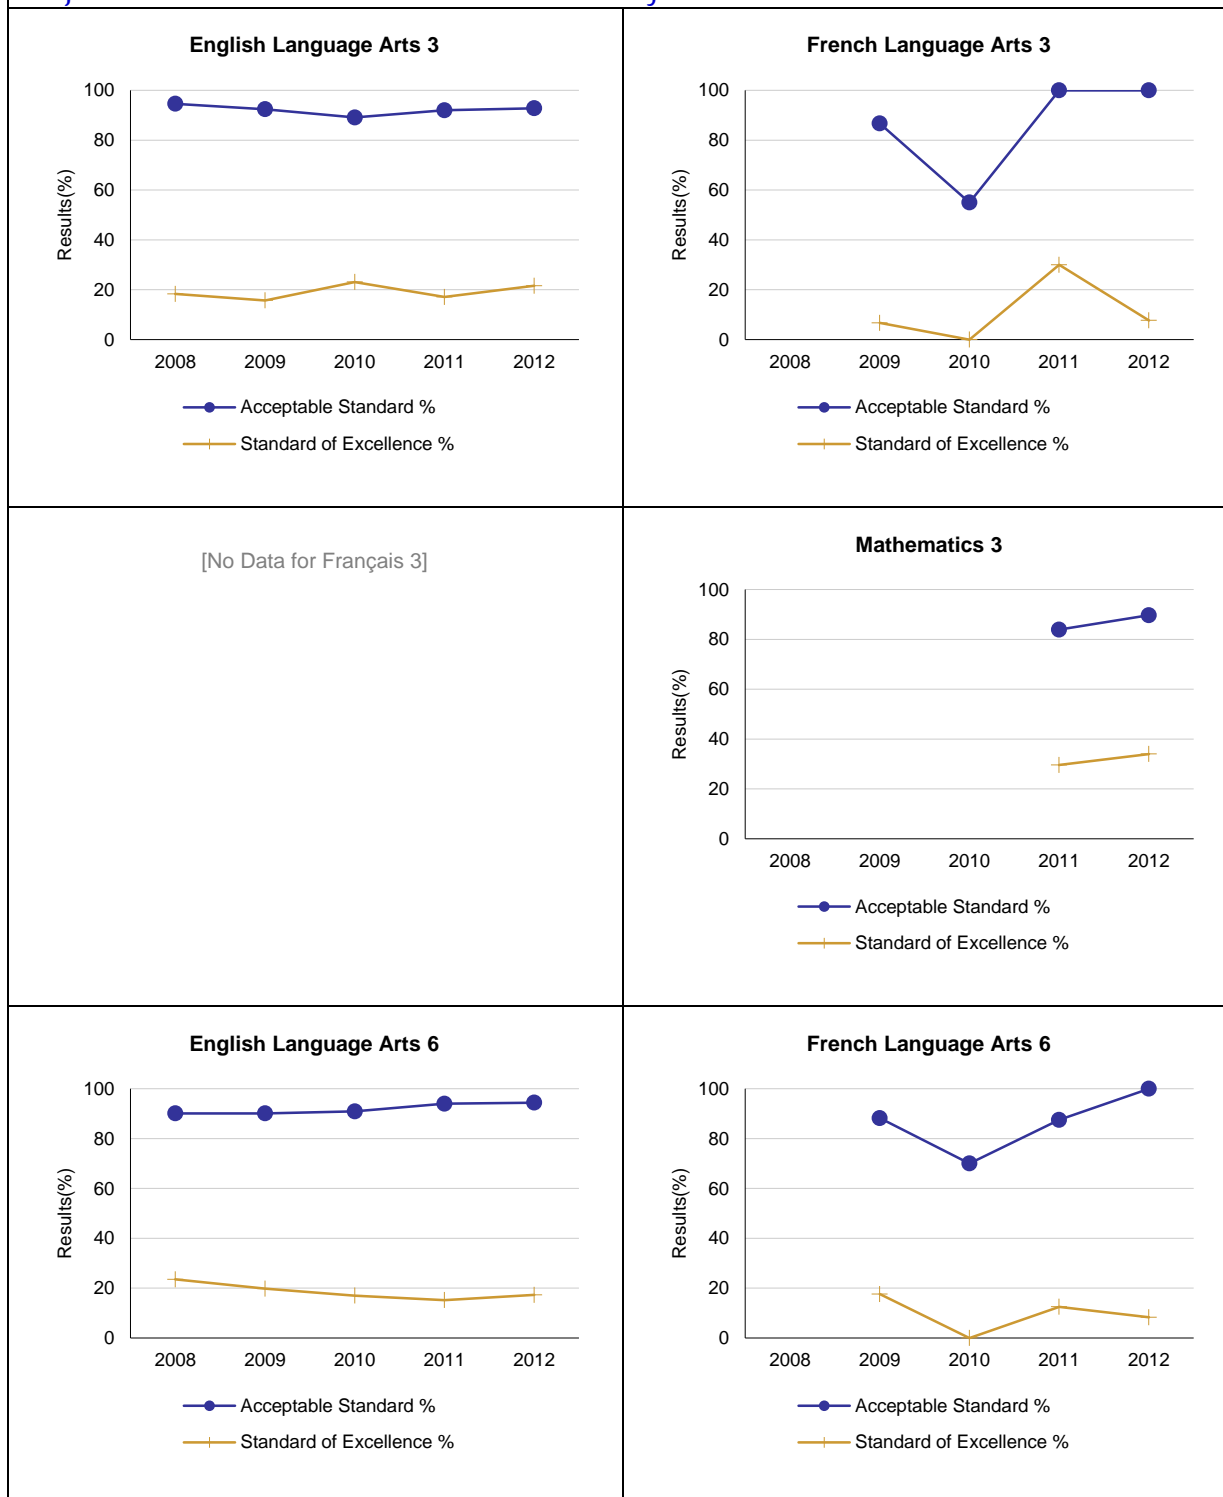 English Language Arts 3
100
80
60
40
20
0
Results(%)
2008 2009 2010 2011 2012
Acceptable Standard %
Standard of Excellence %
French Language Arts 3
100
80
60
40
20
0
Results(%)
2008 2009 2010 2011 2012
Acceptable Standard %
Standard of Excellence %
[No Data for Français 3]
Mathematics 3
100
80
60
40
20
0
Results(%)
2008 2009 2010 2011 2012
Acceptable Standard %
Standard of Excellence %
English Language Arts 6
100
80
60
40
20
0
Results(%)
2008 2009 2010 2011 2012
Acceptable Standard %
Standard of Excellence %
French Language Arts 6
100
80
60
40
20
0
Results(%)
2008 2009 2010 2011 2012
Acceptable Standard %
Standard of Excellence %